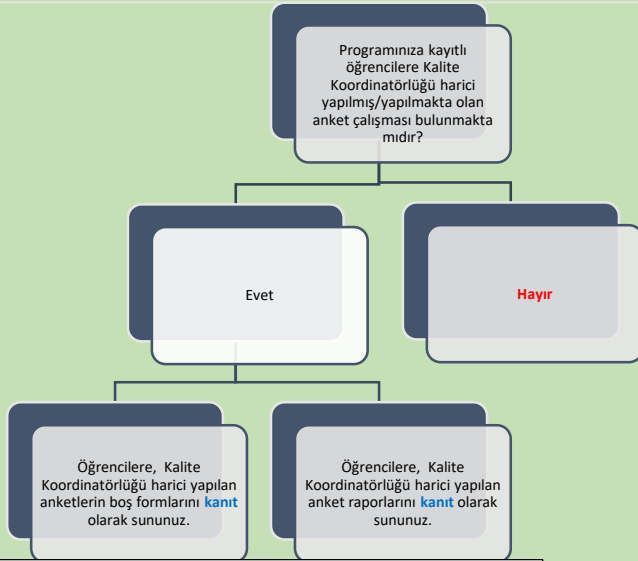 Programınıza kayıtlı
öğrencilere Kalite
Koordinatörlüğü harici
yapılmış/yapılmakta olan
anket çalışması bulunmakta
mıdır?
Evet
Hayır
Öğrencilere, Kalite
Koordinatörlüğü harici yapılan
anketlerin boş formlarını kanıt
olarak sununuz.
Öğrencilere, Kalite
Koordinatörlüğü harici yapılan
anket raporlarını kanıt olarak
sununuz.